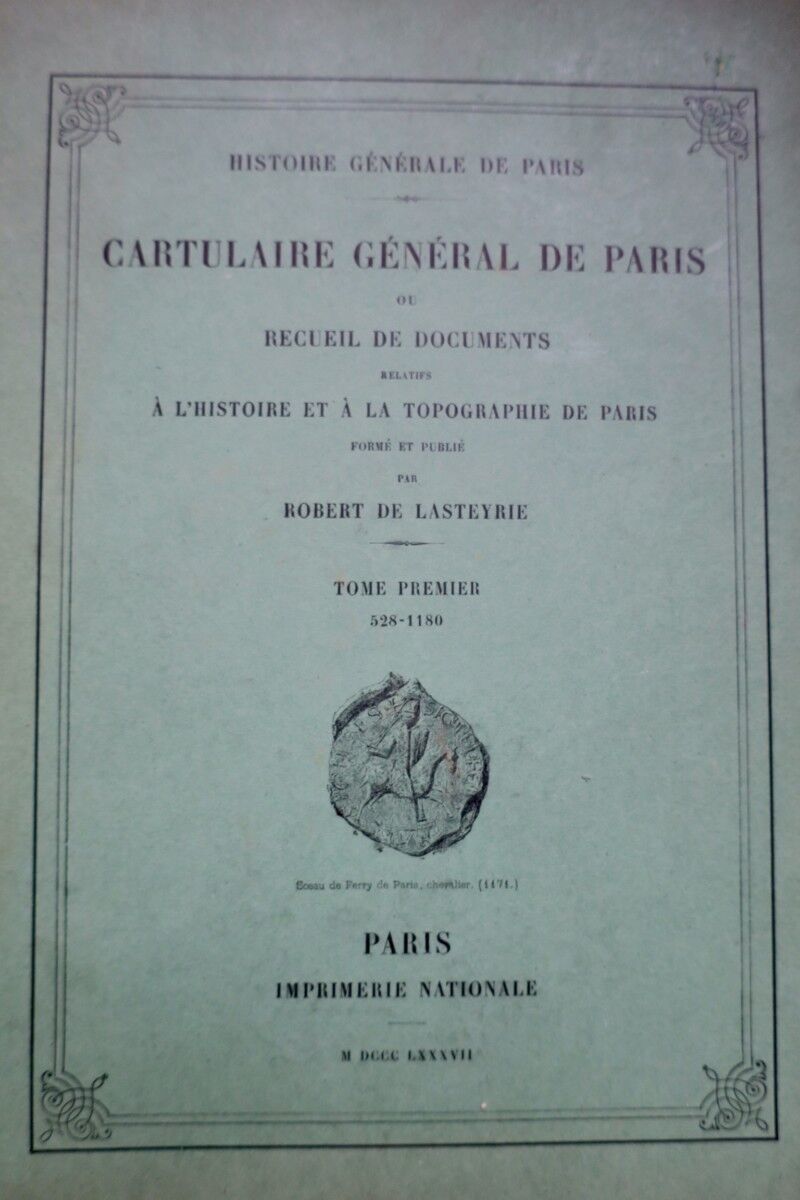 HISTOIRE GÉNÉRALE DE PARIS
CARTULAIRE GÉNÉRAL DE PARIS
OU
RECUEIL DE DOCUMENTS
RELATIFS
À L'HISTOIRE ET À LA TOPOGRAPHIE DE PARIS
FORMÉ ET PUBLIÉ
PAR
ROBERT DE LASTEYRIE
TOME PREMIER
528-1180
Sceau de Ferry de Paris, chevalier. (1171.)
PARIS
IMPRIMERIE NATIONALE
M DCCC LXXXVII